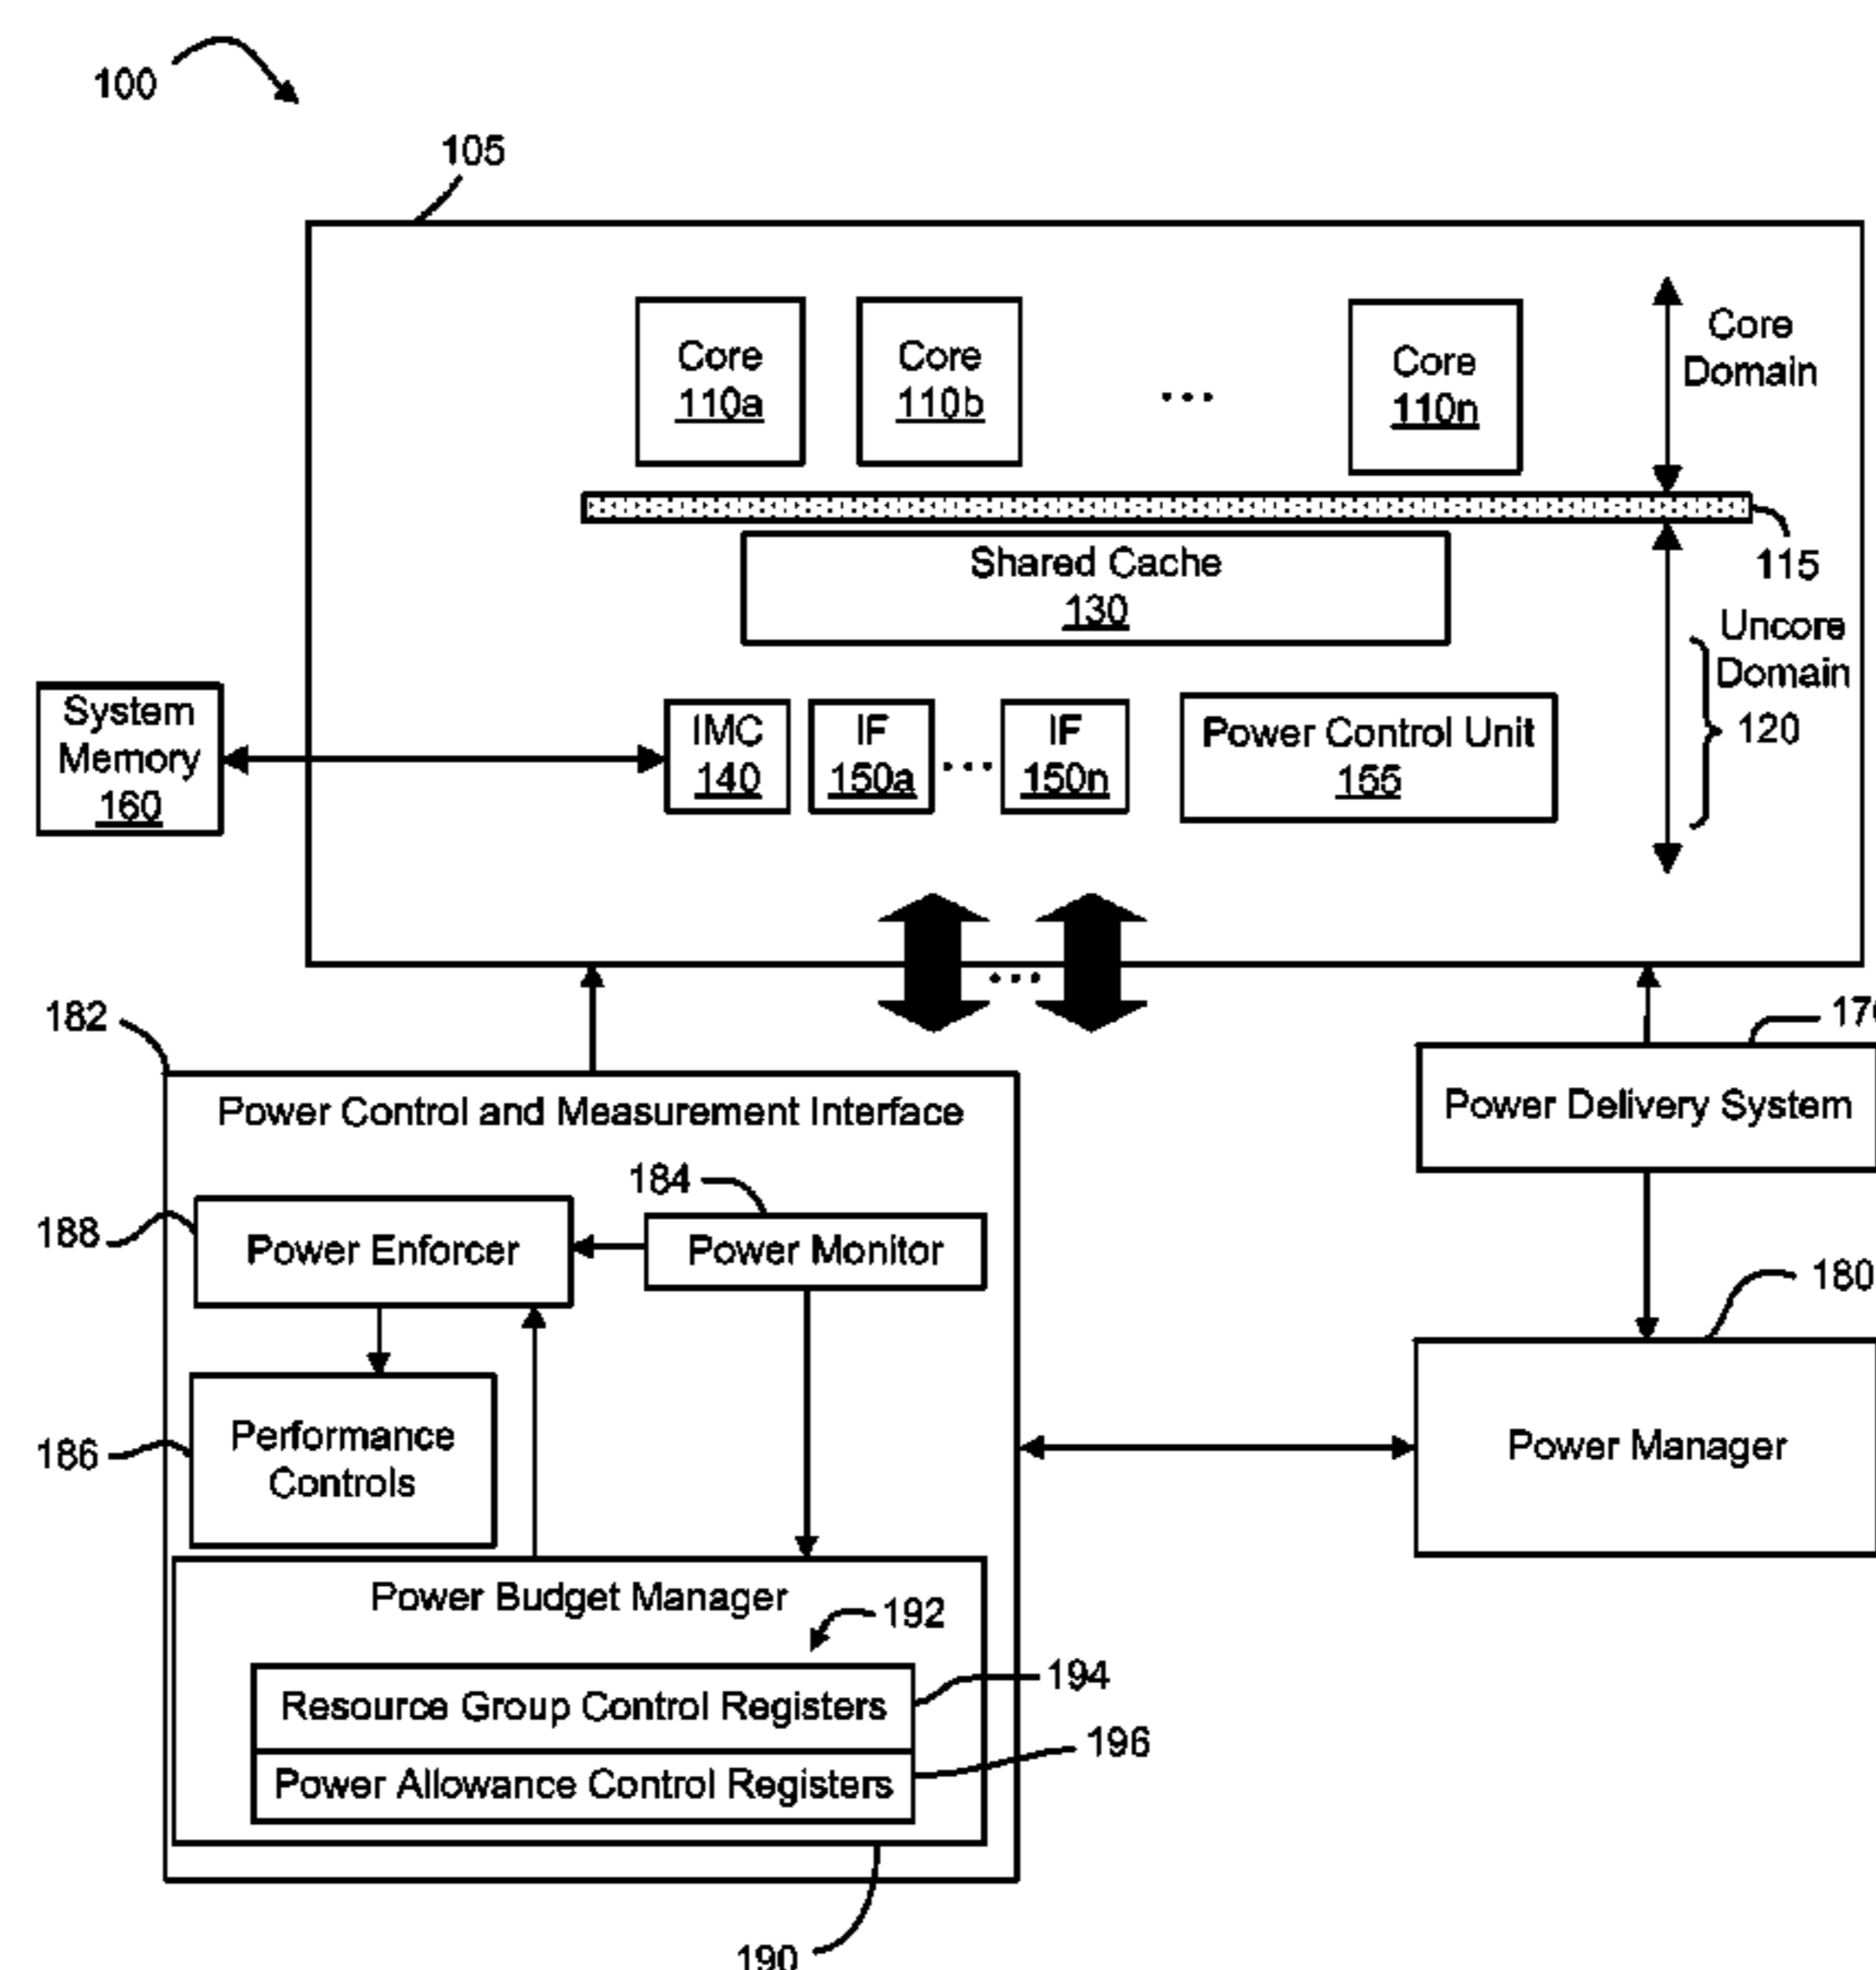 100
105
Core
110a
Core
110b
...
Core
110n
Core
Domain
115
Shared Cache
130
Uncore
Domain
120
System
Memory
160
IMC
140
IF
150a
...
IF
150n
Power Control Unit
155
...
182
Power Control and Measurement Interface
Power Delivery System
184
188
Power Enforcer
Power Monitor
180
186
Performance
Controls
Power Manager
Power Budget Manager
192
Resource Group Control Registers
194
Power Allowance Control Registers
196
190